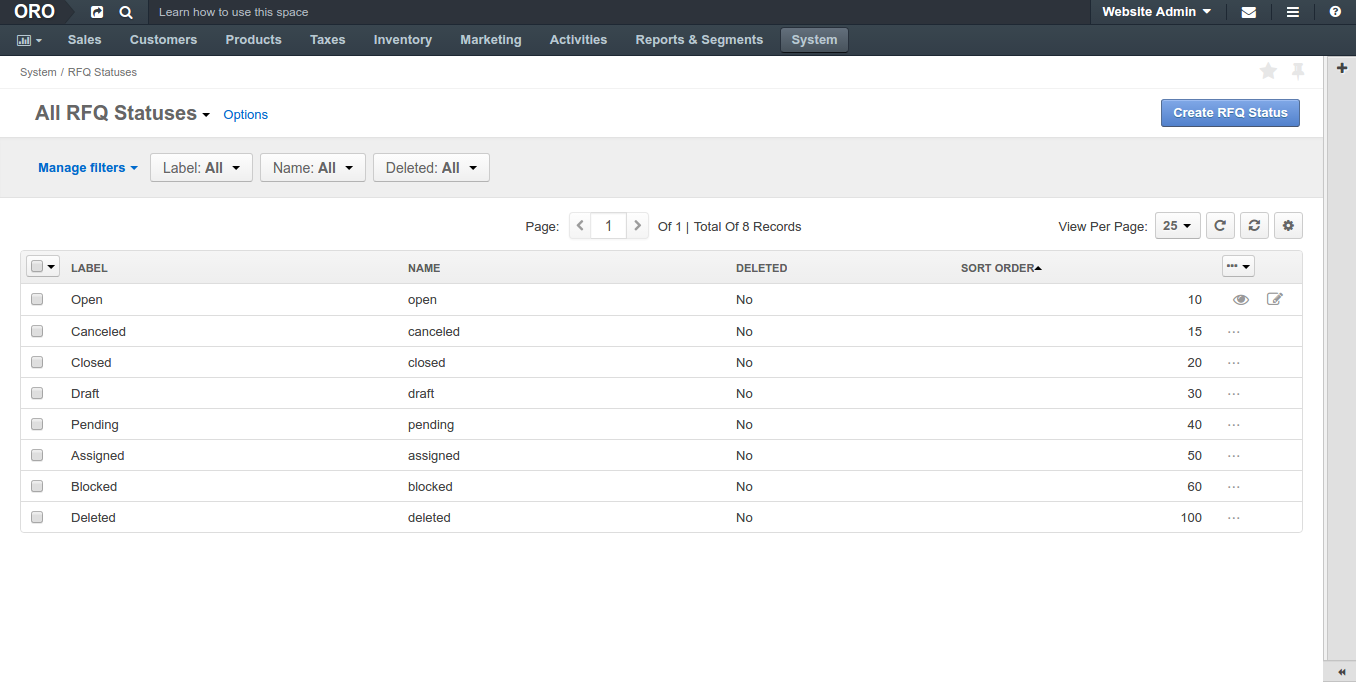 ORO Learn how to use this space Website Admin
Sales Customers Products Taxes Inventory Marketing Activities Reports & Segments System
System / RFQ Statuses
All RFQ Statuses Options Create RFQ Status
Manage filters Label: All Name: All Deleted: All
Page: 1 Of 1 | Total Of 8 Records View Per Page: 25
LABEL NAME DELETED SORT ORDER
Open open No 10
Canceled canceled No 15
Closed closed No 20
Draft draft No 30
Pending pending No 40
Assigned assigned No 50
Blocked blocked No 60
Deleted deleted No 100